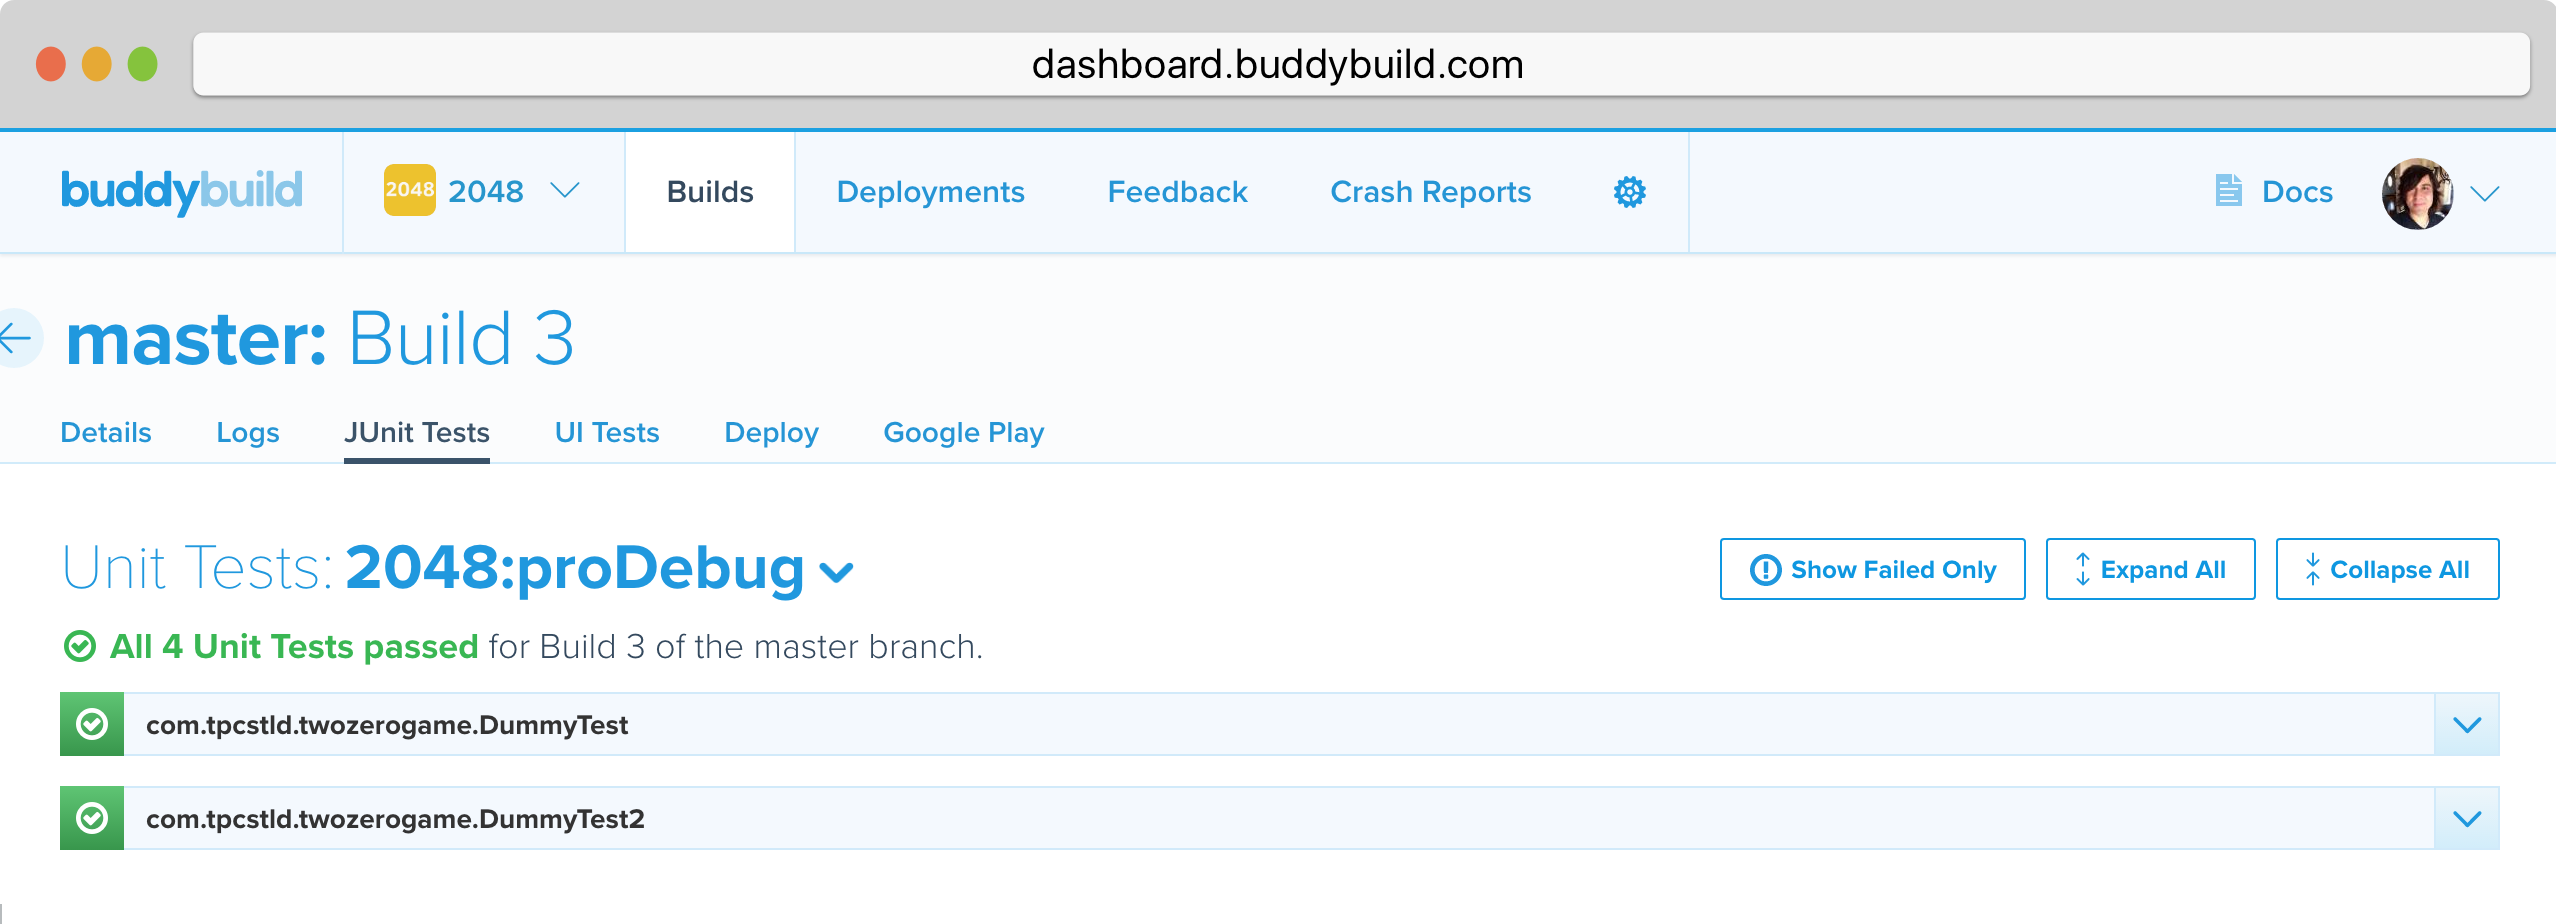 dashboard.buddybuild.com
buddybuild 2048 2048 Builds Deployments Feedback Crash Reports Docs
master: Build 3
Details Logs JUnit Tests UI Tests Deploy Google Play
Unit Tests: 2048:proDebug Show Failed Only Expand All Collapse All
All 4 Unit Tests passed for Build 3 of the master branch.
com.tpcstld.twozerogame.DummyTest
com.tpcstld.twozerogame.DummyTest2